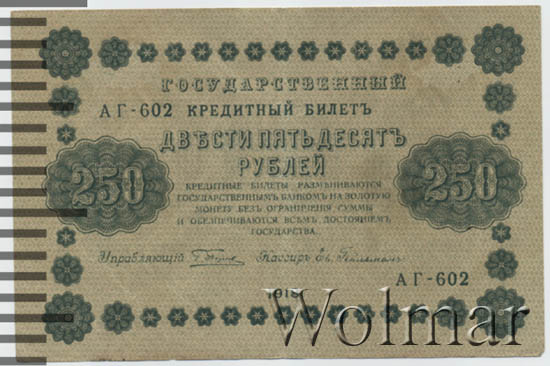 ГОСУДАРСТВЕННЫЙ
АГ-602 КРЕДИТНЫЙ БИЛЕТЪ
ДВѢСТИ ПЯТЬДЕСЯТЪ
РУБЛЕЙ
250 250
КРЕДИТНЫЕ БИЛЕТЫ РАЗМѢНИВАЮТСЯ
ГОСУДАРСТВЕННЫМЪ БАНКОМЪ НА ЗОЛОТУЮ
МОНЕТУ БЕЗЪ ОГРАНИЧЕНІЯ СУММЫ
И ОБЕЗПЕЧИВАЮТСЯ ВСѢМЪ ДОСТОЯНІЕМЪ
ГОСУДАРСТВА.
Управляющій Кассиръ
АГ-602
1918
Wolmar